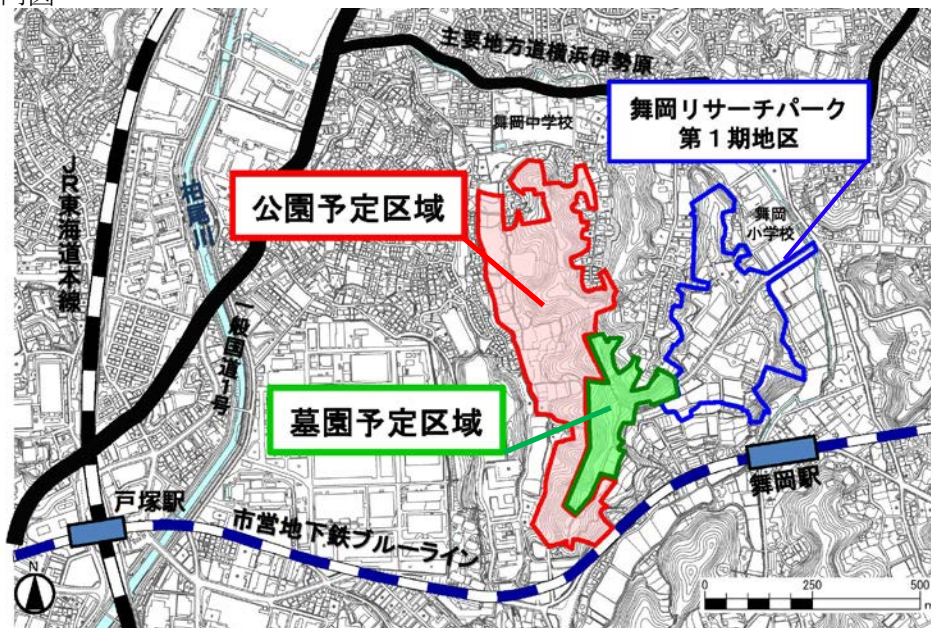 内図
主要地方道横浜伊勢原
舞岡リサーチパーク
第1期地区
舞岡中学校
公園予定区域
舞岡
小学校
JR東海道本線
柏尾川
一般国道1号
墓園予定区域
舞岡駅
戸塚駅
市営地下鉄ブルーライン
N
0 250 500
m